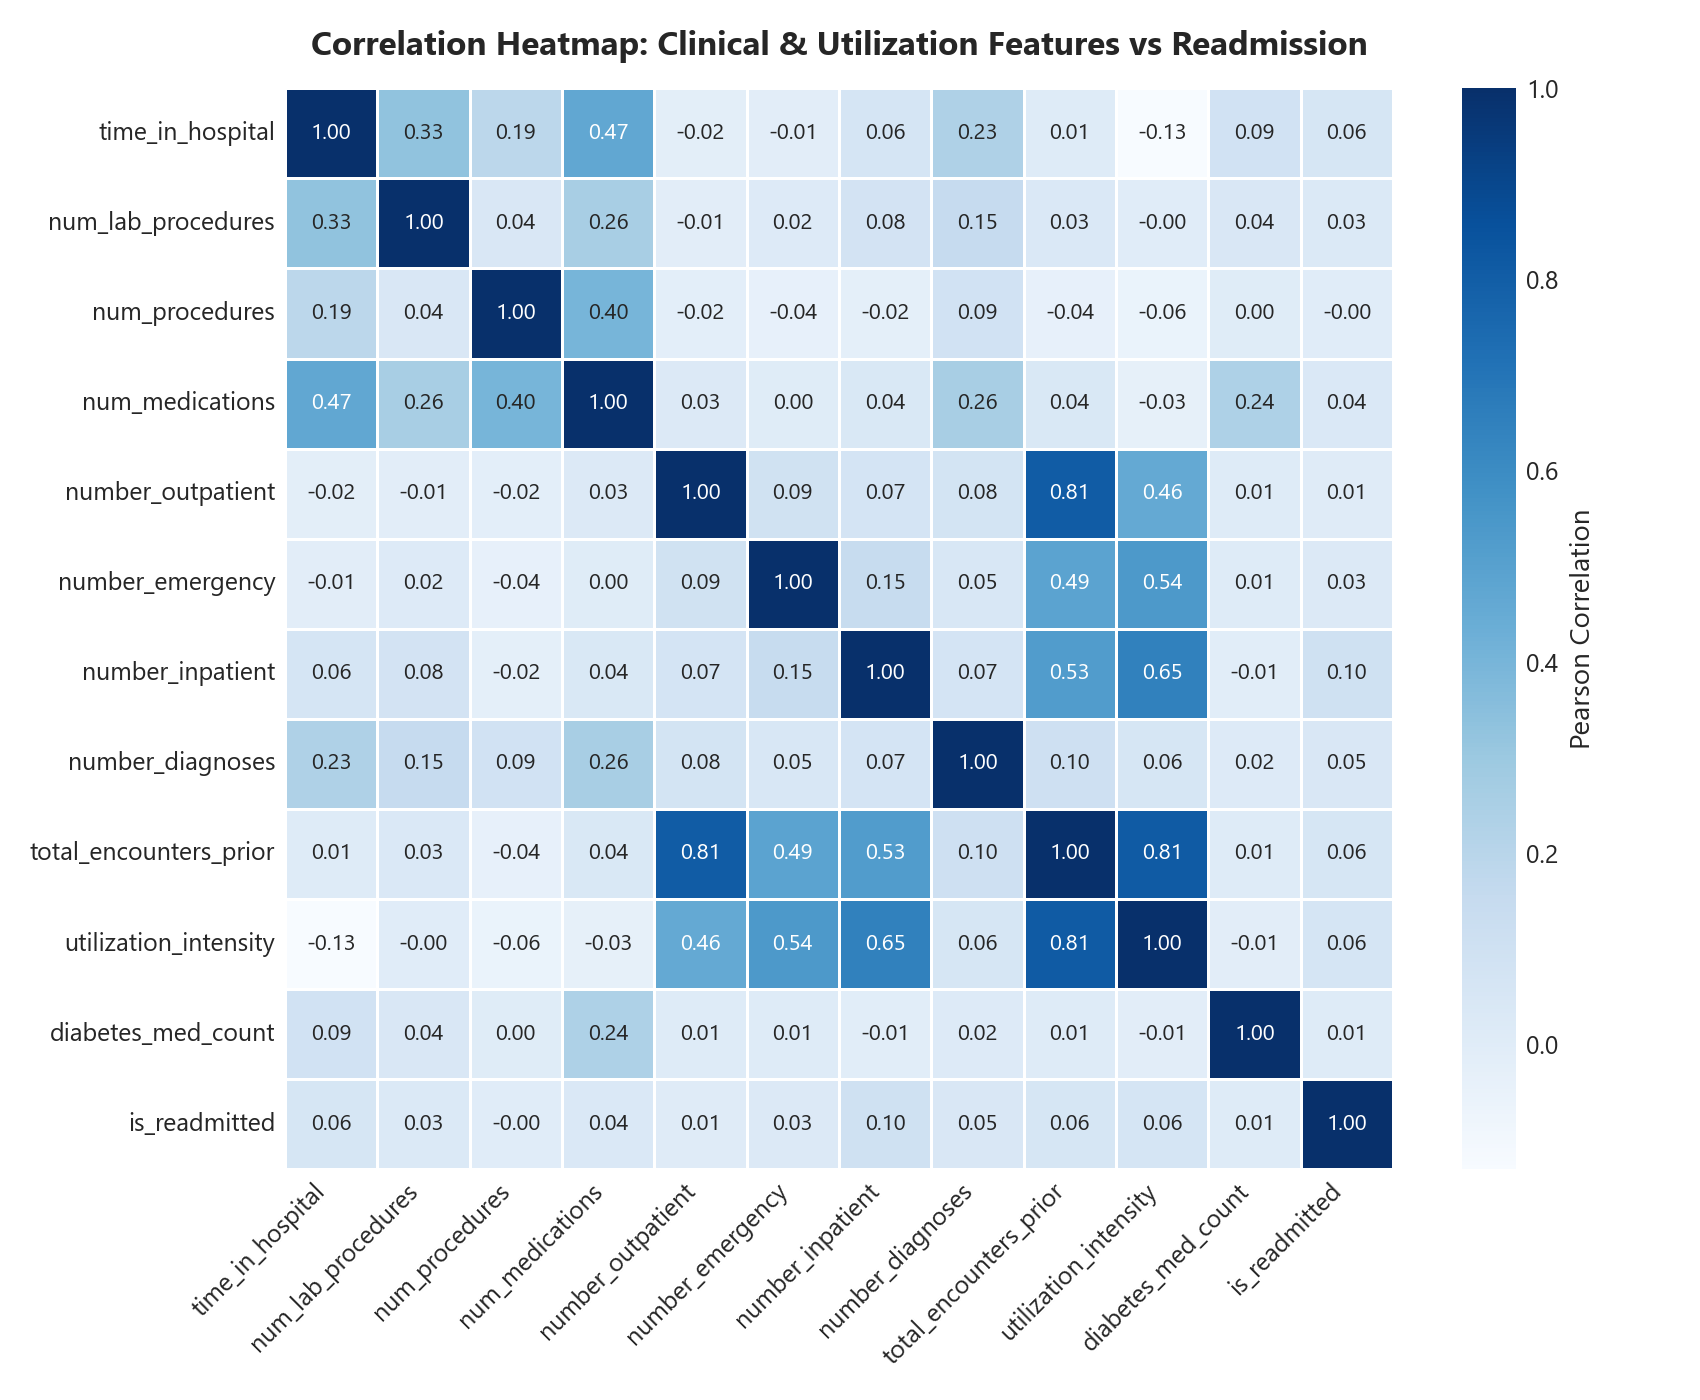 Correlation Heatmap: Clinical & Utilization Features vs Readmission
time_in_hospital 1.00 0.33 0.19 0.47 -0.02 -0.01 0.06 0.23 0.01 -0.13 0.09 0.06
num_lab_procedures 0.33 1.00 0.04 0.26 -0.01 0.02 0.08 0.15 0.03 -0.00 0.04 0.03
num_procedures 0.19 0.04 1.00 0.40 -0.02 -0.04 -0.02 0.09 -0.04 -0.06 0.00 -0.00
num_medications 0.47 0.26 0.40 1.00 0.03 0.00 0.04 0.26 0.04 -0.03 0.24 0.04
number_outpatient -0.02 -0.01 -0.02 0.03 1.00 0.09 0.07 0.08 0.81 0.46 0.01 0.01
number_emergency -0.01 0.02 -0.04 0.00 0.09 1.00 0.15 0.05 0.49 0.54 0.01 0.03
number_inpatient 0.06 0.08 -0.02 0.04 0.07 0.15 1.00 0.07 0.53 0.65 -0.01 0.10
number_diagnoses 0.23 0.15 0.09 0.26 0.08 0.05 0.07 1.00 0.10 0.06 0.02 0.05
total_encounters_prior 0.01 0.03 -0.04 0.04 0.81 0.49 0.53 0.10 1.00 0.81 0.01 0.06
utilization_intensity -0.13 -0.00 -0.06 -0.03 0.46 0.54 0.65 0.06 0.81 1.00 -0.01 0.06
diabetes_med_count 0.09 0.04 0.00 0.24 0.01 0.01 -0.01 0.02 0.01 -0.01 1.00 0.01
is_readmitted 0.06 0.03 -0.00 0.04 0.01 0.03 0.10 0.05 0.06 0.06 0.01 1.00
time_in_hospital
num_lab_procedures
num_procedures
num_medications
number_outpatient
number_emergency
number_inpatient
number_diagnoses
total_encounters_prior
utilization_intensity
diabetes_med_count
is_readmitted
1.0
0.8
0.6
0.4
0.2
0.0
Pearson Correlation